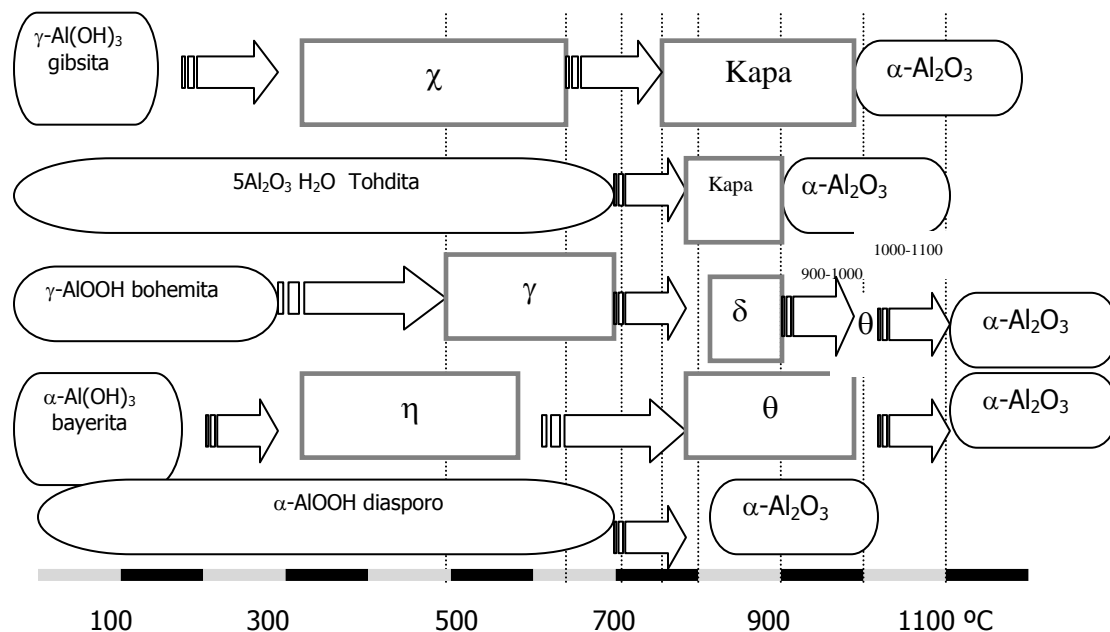 γ-Al(OH)₃
gibsita
χ
Kapa
α-Al₂O₃
5Al₂O₃ H₂O Tohdita
Kapa
α-Al₂O₃
1000-1100
900-1000
γ-AlOOH bohemita
γ
δ
θ
α-Al₂O₃
α-Al(OH)₃
bayerita
η
θ
α-Al₂O₃
α-AlOOH diasporo
α-Al₂O₃
100 300 500 700 900 1100 ºC